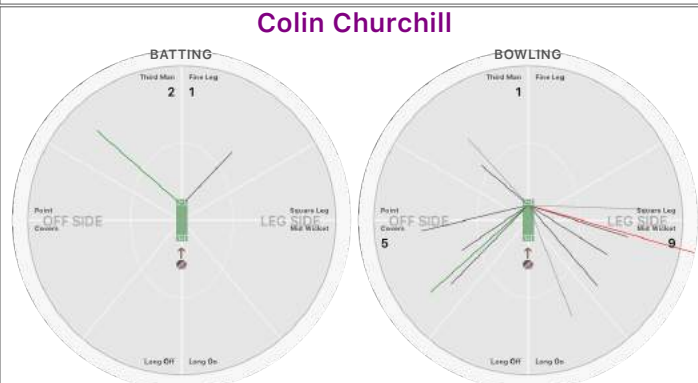 Colin Churchill
BATTING
Third Man Fine Leg
2 1
Point
OFF SIDE LEG SIDE
Covers
Square Leg
Mid Wicket
Long Off Long On
BOWLING
Third Man Fine Leg
1
Point
OFF SIDE LEG SIDE
Covers
5
Square Leg
Mid Wicket
9
Long Off Long On